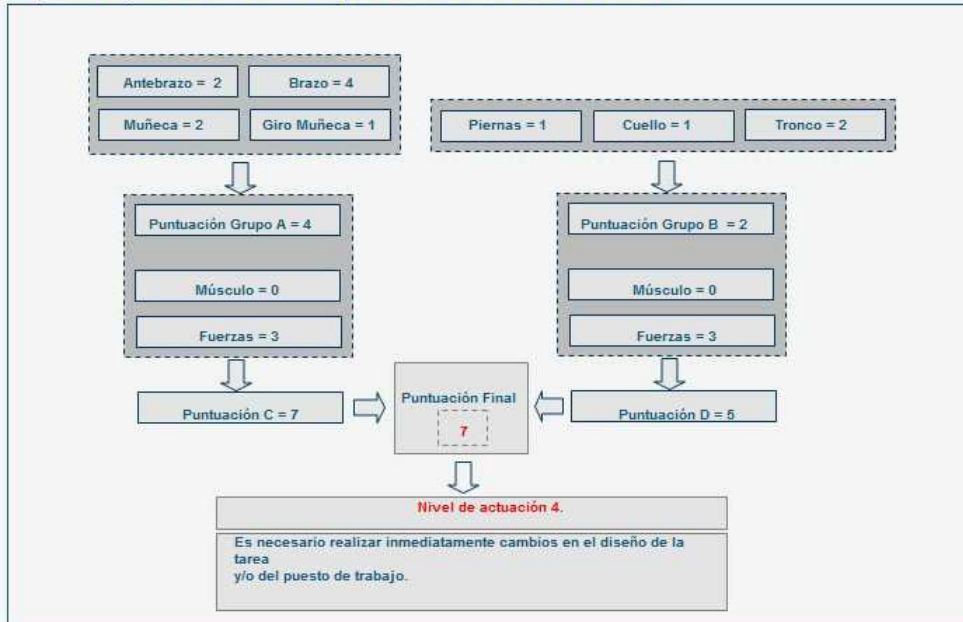 Antebrazo = 2
Brazo = 4
Muñeca = 2
Giro Muñeca = 1
Piernas = 1
Cuello = 1
Tronco = 2
Puntuación Grupo A = 4
Músculo = 0
Fuerzas = 3
Puntuación Grupo B = 2
Músculo = 0
Fuerzas = 3
Puntuación C = 7
Puntuación Final
7
Puntuación D = 5
Nivel de actuación 4.
Es necesario realizar inmediatamente cambios en el diseño de la
tarea
y/o del puesto de trabajo.